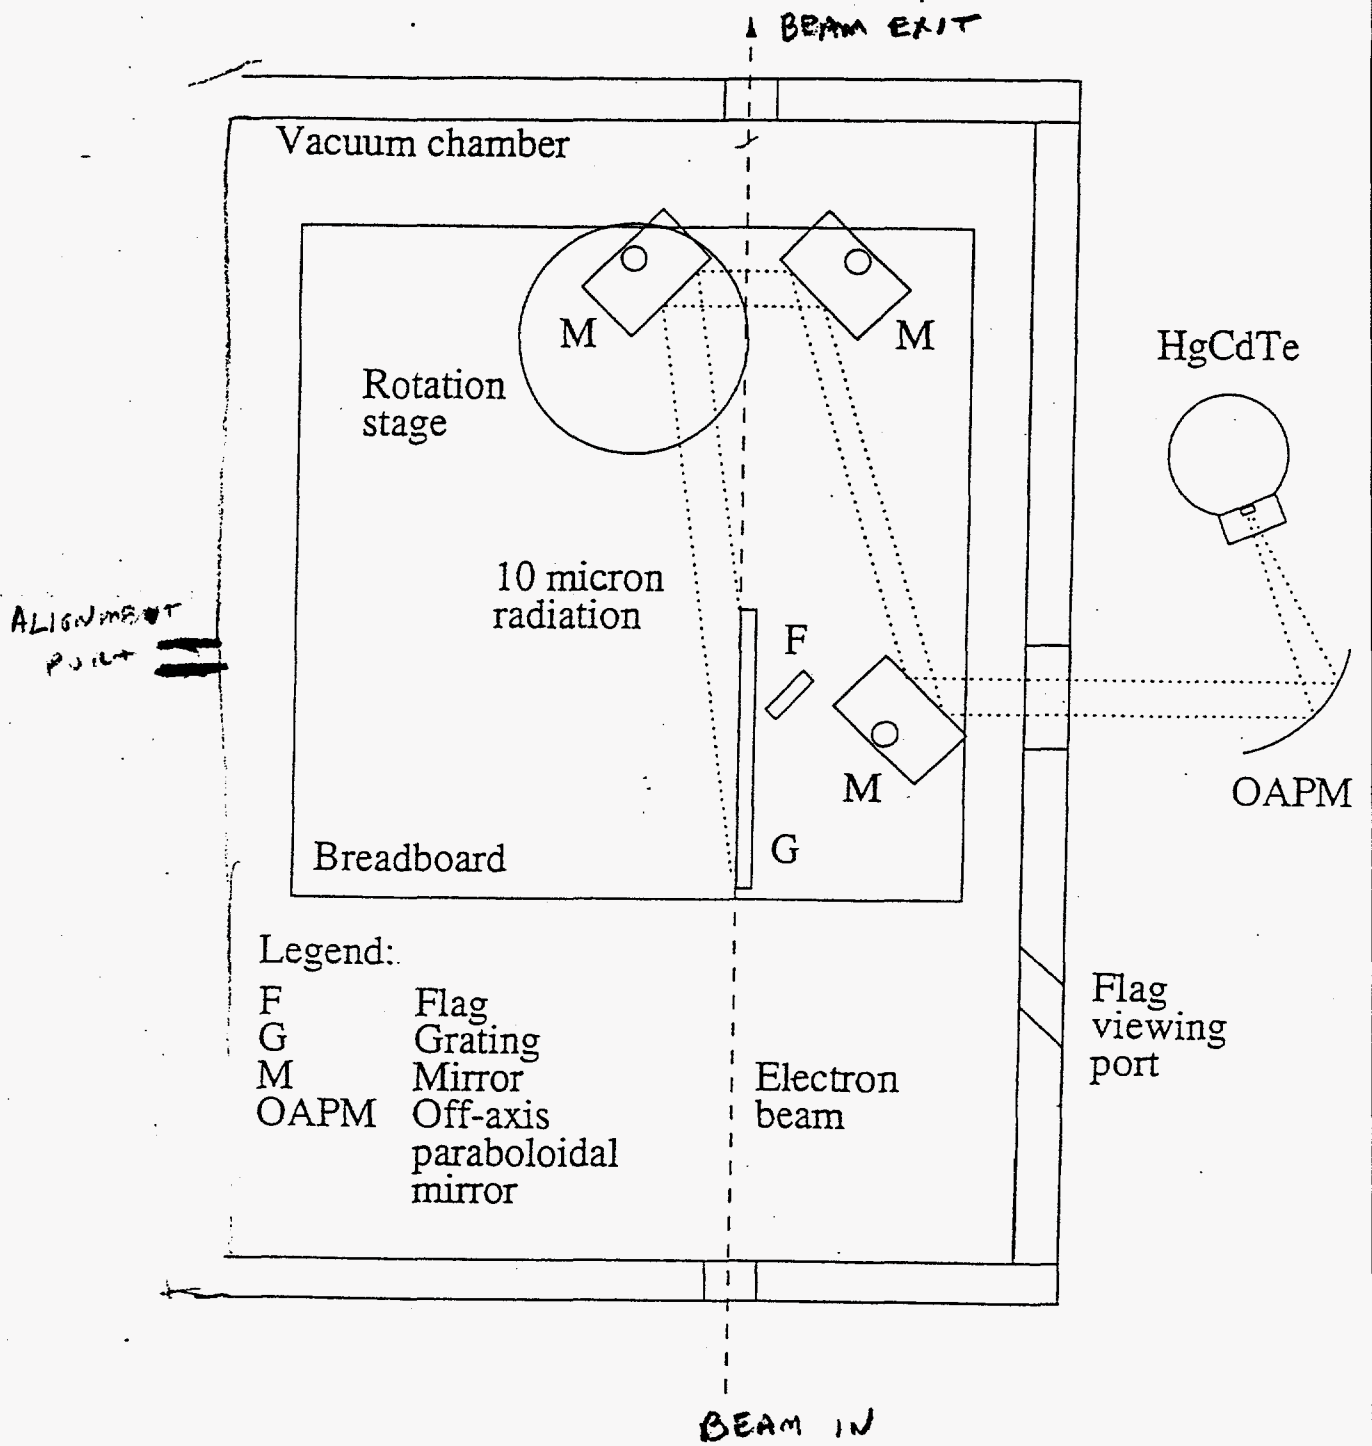 BEAM EXIT
Vacuum chamber
M
M
HgCdTe
Rotation
stage
10 micron
radiation
ALIGNMENT
F
M
OAPM
G
Breadboard
Legend:
F Flag
G Grating
M Mirror
OAPM Off-axis
paraboloidal
mirror
Electron
beam
Flag
viewing
port
BEAM IN